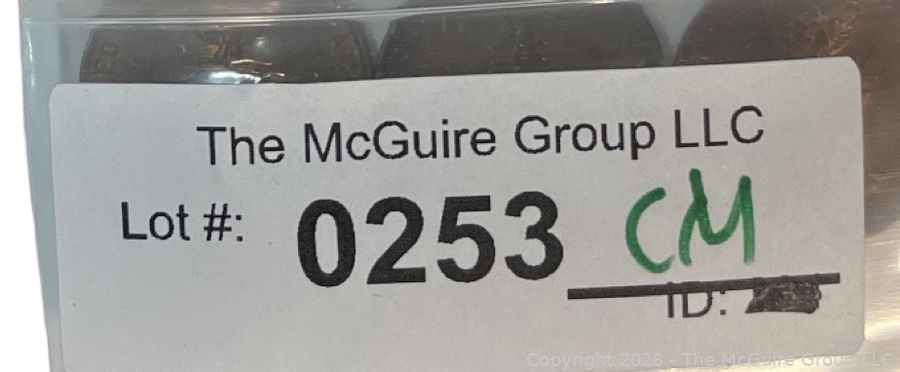 The McGuire Group LLC
Lot #: 0253 CM
ID:
Copyright 2026 - The McGuire Group LLC